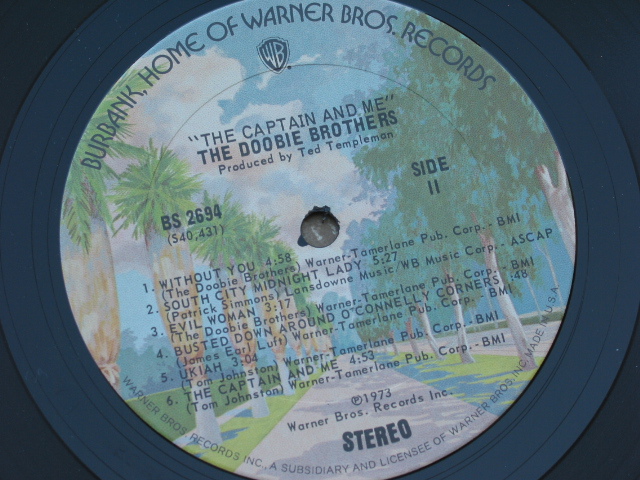 BURBANK, HOME OF WARNER BROS. RECORDS
WB
"THE CAPTAIN AND ME"
THE DOOBIE BROTHERS
Produced by Ted Templeman
SIDE
II
BS 2694
(S40,431)
1. WITHOUT YOU 4:58
(The Doobie Brothers) Warner-Tamerlane Pub. Corp.-BMI
2. SOUTH CITY MIDNIGHT LADY 5:27
(Patrick Simmons) Lansdowne Music/WB Music Corp.-ASCAP
3. EVIL WOMAN 3:17
(The Doobie Brothers) Warner-Tamerlane Pub. Corp.-BMI
4. BUSTED DOWN AROUND O'CONNELLY CORNERS :48
(James Earl Luft) Warner-Tamerlane Pub. Corp.-BMI
5. UKIAH 3:04
(Tom Johnston) Warner-Tamerlane Pub. Corp.-BMI
6. THE CAPTAIN AND ME 4:53
(Tom Johnston) Warner-Tamerlane Pub. Corp.-BMI
℗1973
Warner Bros. Records Inc.
STEREO
WARNER BROS. RECORDS INC., A SUBSIDIARY AND LICENSEE OF WARNER BROS. INC. MADE IN U.S.A.